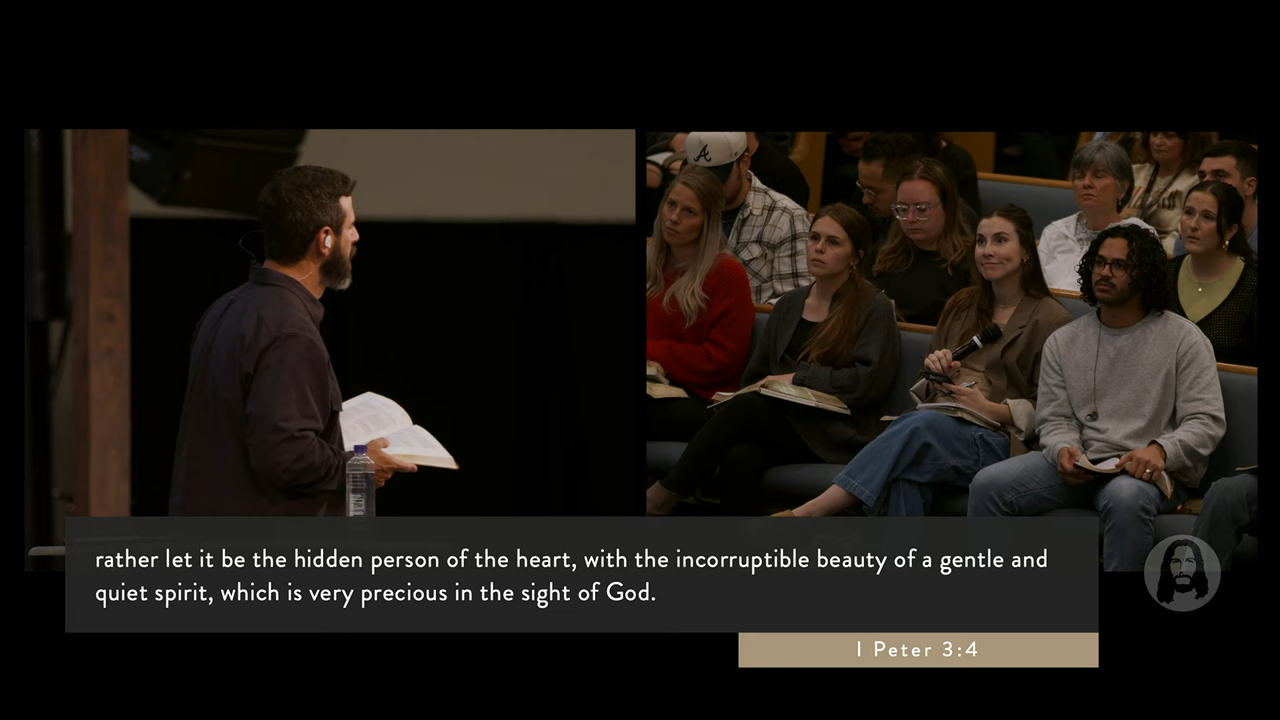 A
rather let it be the hidden person of the heart, with the incorruptible beauty of a gentle and
quiet spirit, which is very precious in the sight of God.
I Peter 3:4